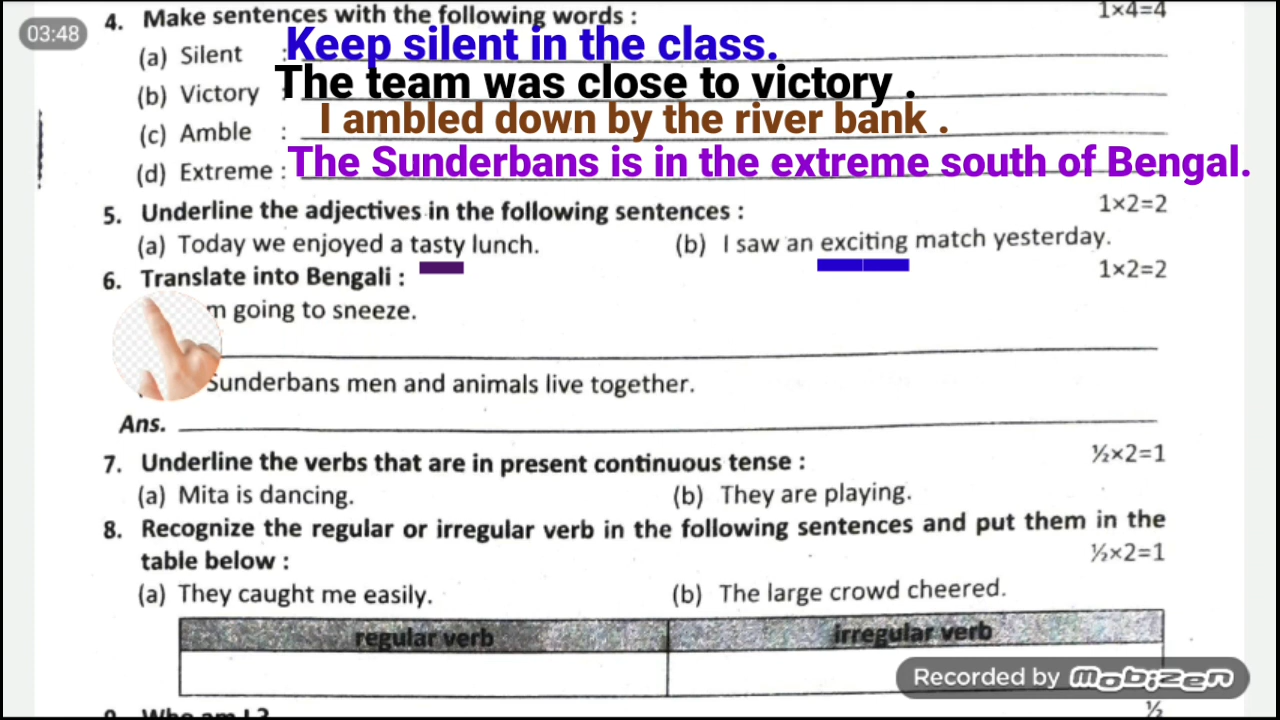 03:48
4. Make sentences with the following words : 1×4=4
(a) Silent : Keep silent in the class.
(b) Victory The team was close to victory .
(c) Amble : I ambled down by the river bank .
(d) Extreme : The Sunderbans is in the extreme south of Bengal.
5. Underline the adjectives in the following sentences : 1×2=2
(a) Today we enjoyed a tasty lunch. (b) I saw an exciting match yesterday.
6. Translate into Bengali : 1×2=2
m going to sneeze.
Sunderbans men and animals live together.
Ans.
7. Underline the verbs that are in present continuous tense : ½×2=1
(a) Mita is dancing. (b) They are playing.
8. Recognize the regular or irregular verb in the following sentences and put them in the
table below : ½×2=1
(a) They caught me easily. (b) The large crowd cheered.
regular verb irregular verb
Recorded by mobizen
9. Who am I ? ½